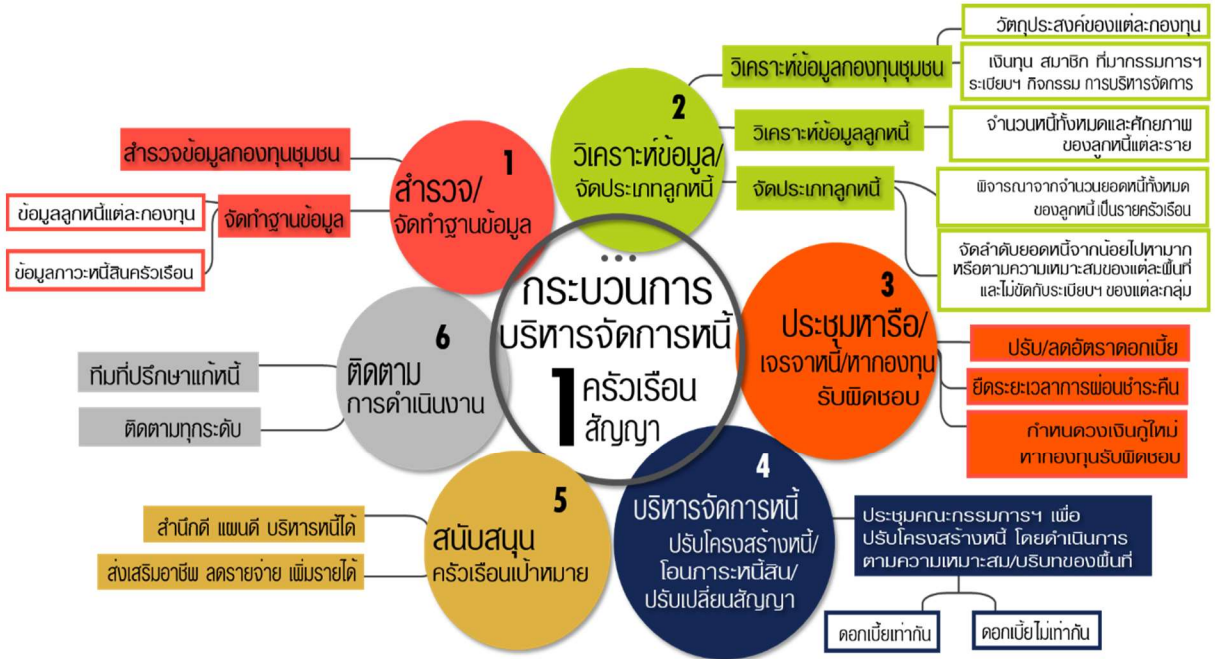 กระบวนการ
บริหารจัดการหนี้
1 ครัวเรือน
สัญญา
1
สำรวจ/
จัดทำฐานข้อมูล
สำรวจข้อมูลกองทุนชุมชน
จัดทำฐานข้อมูล
ข้อมูลลูกหนี้แต่ละกองทุน
ข้อมูลภาวะหนี้สินครัวเรือน
2
วิเคราะห์ข้อมูล/
จัดประเภทลูกหนี้
วิเคราะห์ข้อมูลกองทุนชุมชน
วัตถุประสงค์ของแต่ละกองทุน
เงินทุน สมาชิก ที่มากรรมการฯ
ระเบียบฯ กิจกรรม การบริหารจัดการ
วิเคราะห์ข้อมูลลูกหนี้
จำนวนหนี้ทั้งหมดและศักยภาพ
ของลูกหนี้แต่ละราย
จัดประเภทลูกหนี้
พิจารณาจากจำนวนยอดหนี้ทั้งหมด
ของลูกหนี้ เป็นรายครัวเรือน
จัดลำดับยอดหนี้จากน้อยไปหามาก
หรือตามความเหมาะสมของแต่ละพื้นที่
และไม่ขัดกับระเบียบฯ ของแต่ละกลุ่ม
3
ประชุมหารือ/
เจรจาหนี้/หากองทุน
รับผิดชอบ
ปรับ/ลดอัตราดอกเบี้ย
ยืดระยะเวลาการผ่อนชำระคืน
กำหนดวงเงินกู้ใหม่
หากองทุนรับผิดชอบ
4
บริหารจัดการหนี้
ปรับโครงสร้างหนี้/
โอนภาระหนี้สิน/
ปรับเปลี่ยนสัญญา
ประชุมคณะกรรมการฯ เพื่อ
ปรับโครงสร้างหนี้ โดยดำเนินการ
ตามความเหมาะสม/บริบทของพื้นที่
ดอกเบี้ยเท่ากัน
ดอกเบี้ยไม่เท่ากัน
5
สนับสนุน
ครัวเรือนเป้าหมาย
สำนึกดี แผนดี บริหารหนี้ได้
ส่งเสริมอาชีพ ลดรายจ่าย เพิ่มรายได้
6
ติดตาม
การดำเนินงาน
ทีมที่ปรึกษาแก้หนี้
ติดตามทุกระดับ